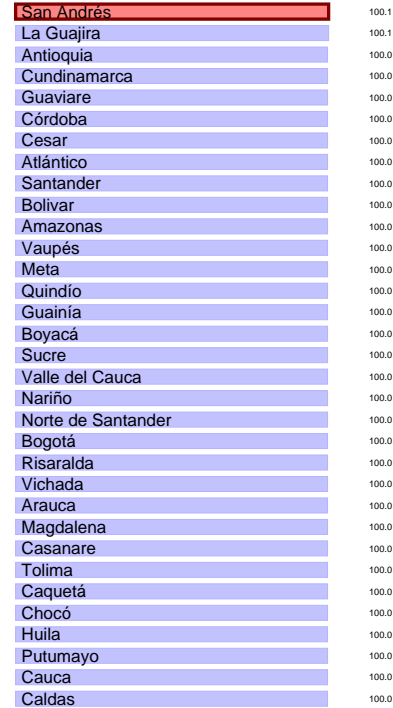 San Andrés 100.1
La Guajira 100.1
Antioquia 100.0
Cundinamarca 100.0
Guaviare 100.0
Córdoba 100.0
Cesar 100.0
Atlántico 100.0
Santander 100.0
Bolivar 100.0
Amazonas 100.0
Vaupés 100.0
Meta 100.0
Quindío 100.0
Guainía 100.0
Boyacá 100.0
Sucre 100.0
Valle del Cauca 100.0
Nariño 100.0
Norte de Santander 100.0
Bogotá 100.0
Risaralda 100.0
Vichada 100.0
Arauca 100.0
Magdalena 100.0
Casanare 100.0
Tolima 100.0
Caquetá 100.0
Chocó 100.0
Huila 100.0
Putumayo 100.0
Cauca 100.0
Caldas 100.0